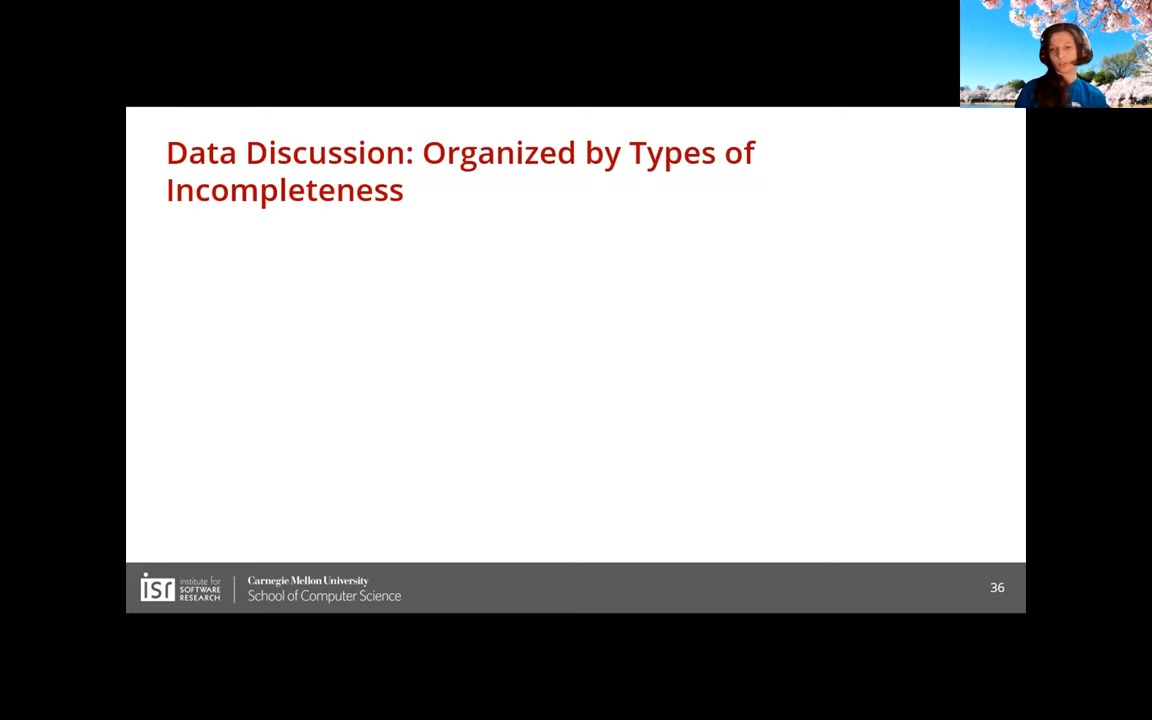 Data Discussion: Organized by Types of
Incompleteness
isr
institute for
SOFTWARE
RESEARCH
Carnegie Mellon University
School of Computer Science
36